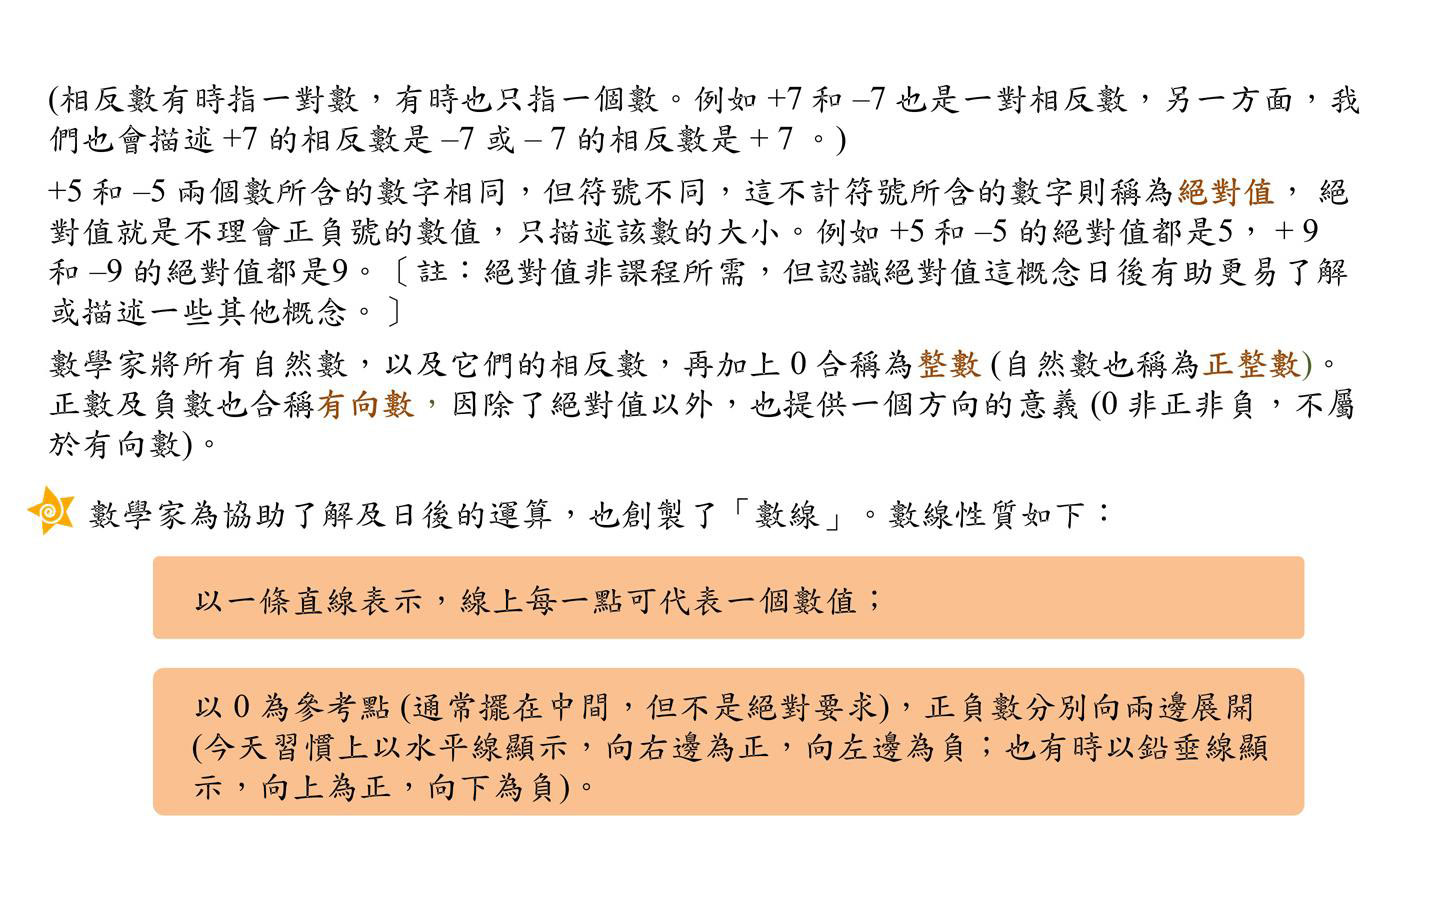 (相反數有時指一對數，有時也只指一個數。例如 +7 和 –7 也是一對相反數，另一方面，我
們也會描述 +7 的相反數是 –7 或 – 7 的相反數是 + 7 。)
+5 和 –5 兩個數所含的數字相同，但符號不同，這不計符號所含的數字則稱為絕對值， 絕
對值就是不理會正負號的數值，只描述該數的大小。例如 +5 和 –5 的絕對值都是5， + 9
和 –9 的絕對值都是9。〔 註：絕對值非課程所需，但認識絕對值這概念日後有助更易了解
或描述一些其他概念。 〕
數學家將所有自然數，以及它們的相反數，再加上 0 合稱為整數 (自然數也稱為正整數)。
正數及負數也合稱有向數，因除了絕對值以外，也提供一個方向的意義 (0 非正非負，不屬
於有向數)。
數學家為協助了解及日後的運算，也創製了「數線」。數線性質如下：
以一條直線表示，線上每一點可代表一個數值；
以 0 為參考點 (通常擺在中間，但不是絕對要求)，正負數分別向兩邊展開
(今天習慣上以水平線顯示，向右邊為正，向左邊為負；也有時以鉛垂線顯
示，向上為正，向下為負)。